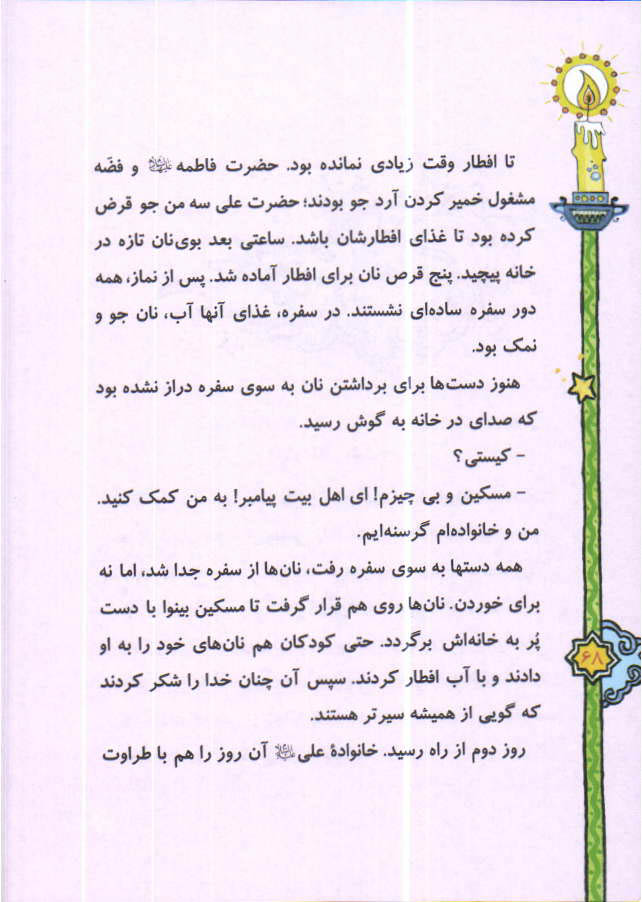 تا افطار وقت زیادی نمانده بود. حضرت فاطمه علیها السلام و فضّه
مشغول خمیر کردن آرد جو بودند؛ حضرت علی سه من جو قرض
کرده بود تا غذای افطارشان باشد. ساعتی بعد بوی‌نان تازه در
خانه پیچید. پنج قرص نان برای افطار آماده شد. پس از نماز، همه
دور سفره ساده‌ای نشستند. در سفره، غذای آنها آب، نان جو و
نمک بود.
هنوز دست‌ها برای برداشتن نان به سوی سفره دراز نشده بود
که صدای در خانه به گوش رسید.
- کیستی؟
- مسکین و بی چیزم! ای اهل بیت پیامبر! به من کمک کنید.
من و خانواده‌ام گرسنه‌ایم.
همه دستها به سوی سفره رفت، نان‌ها از سفره جدا شد، اما نه
برای خوردن. نان‌ها روی هم قرار گرفت تا مسکین بینوا با دست
پُر به خانه‌اش برگردد. حتی کودکان هم نان‌های خود را به او
دادند و با آب افطار کردند. سپس آن چنان خدا را شکر کردند
که گویی از همیشه سیرتر هستند.
روز دوم از راه رسید. خانوادهٔ علی علیه السلام آن روز را هم با طراوت
۶۸